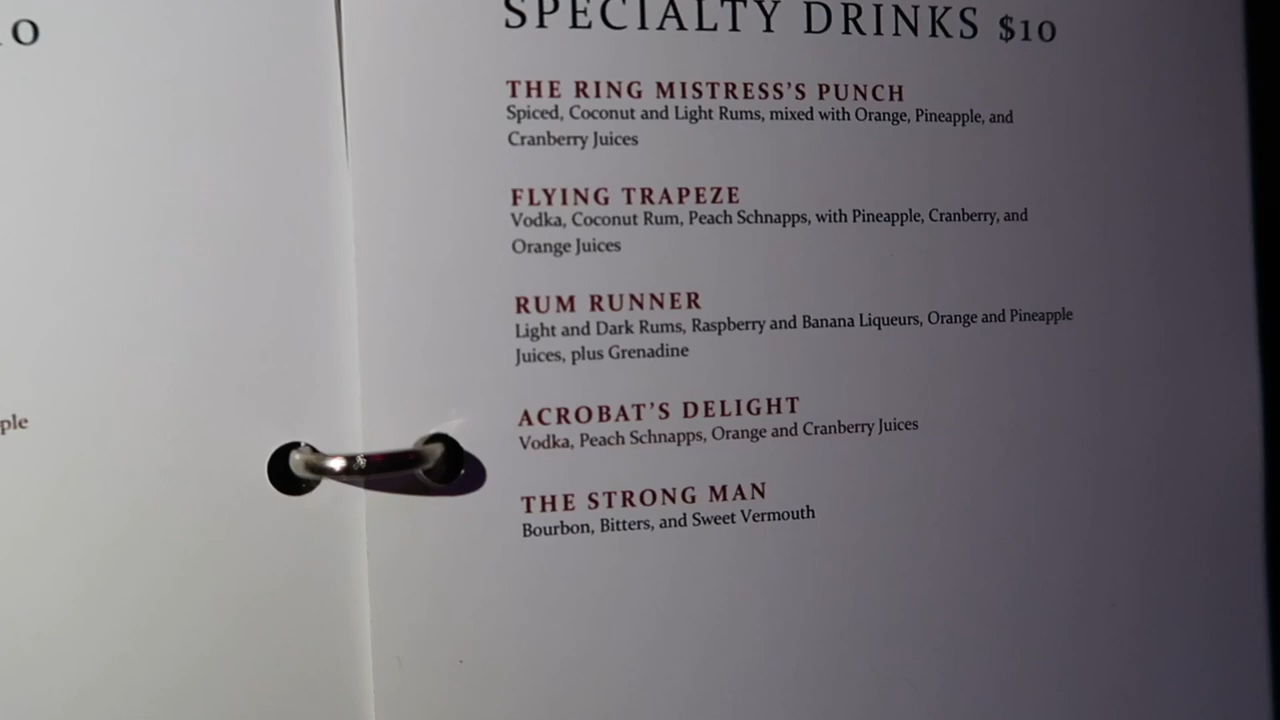 SPECIALTY DRINKS $10
THE RING MISTRESS'S PUNCH
Spiced, Coconut and Light Rums, mixed with Orange, Pineapple, and
Cranberry Juices
FLYING TRAPEZE
Vodka, Coconut Rum, Peach Schnapps, with Pineapple, Cranberry, and
Orange Juices
RUM RUNNER
Light and Dark Rums, Raspberry and Banana Liqueurs, Orange and Pineapple
Juices, plus Grenadine
ACROBAT'S DELIGHT
Vodka, Peach Schnapps, Orange and Cranberry Juices
THE STRONG MAN
Bourbon, Bitters, and Sweet Vermouth